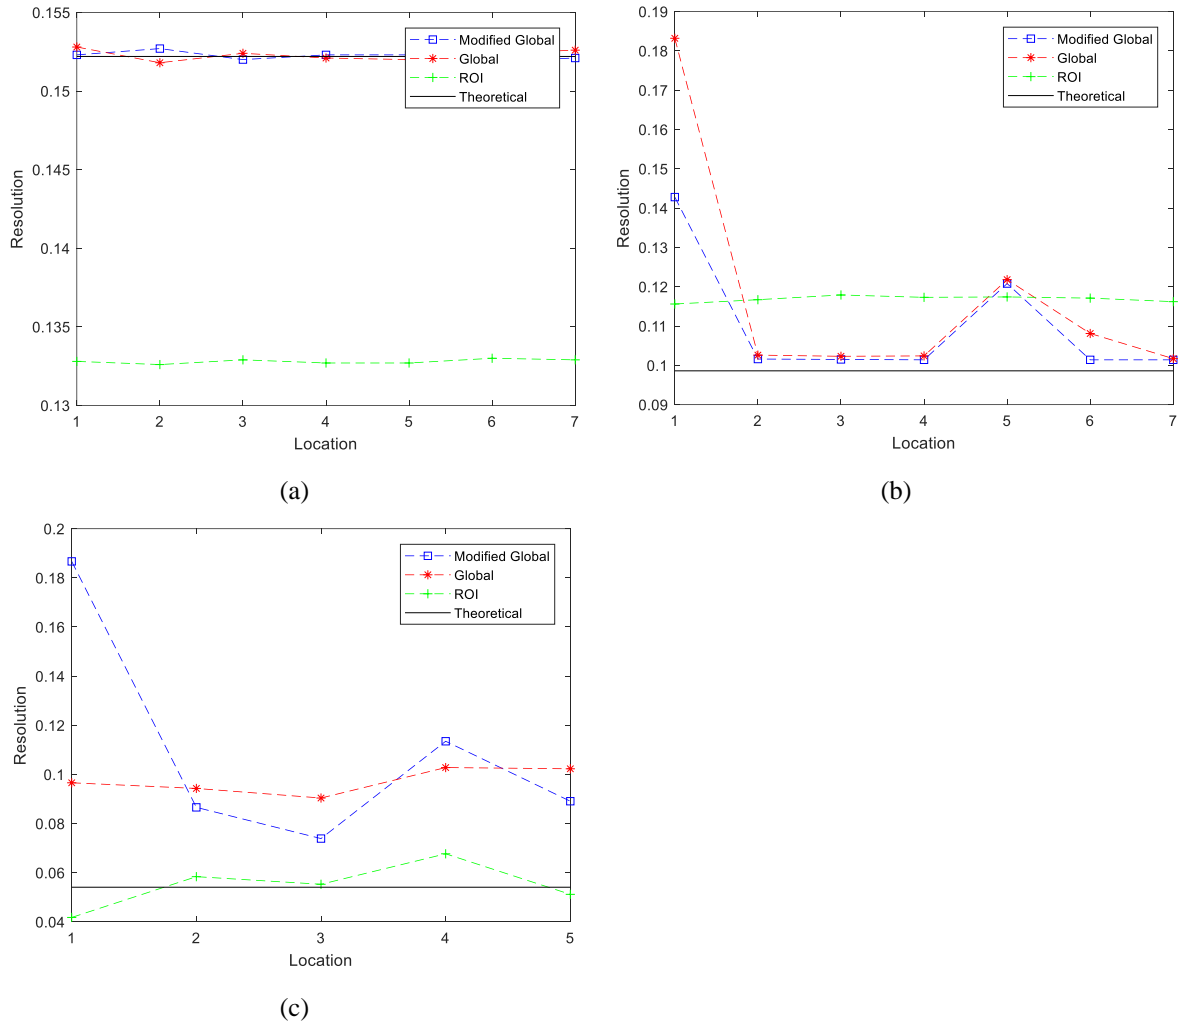 0.155
0.15
0.145
0.14
0.135
0.13
Resolution
1 2 3 4 5 6 7
Location
Modified Global
Global
ROI
Theoretical
(a)
0.19
0.18
0.17
0.16
0.15
0.14
0.13
0.12
0.11
0.1
0.09
Resolution
1 2 3 4 5 6 7
Location
Modified Global
Global
ROI
Theoretical
(b)
0.2
0.18
0.16
0.14
0.12
0.1
0.08
0.06
0.04
Resolution
1 2 3 4 5
Location
Modified Global
Global
ROI
Theoretical
(c)